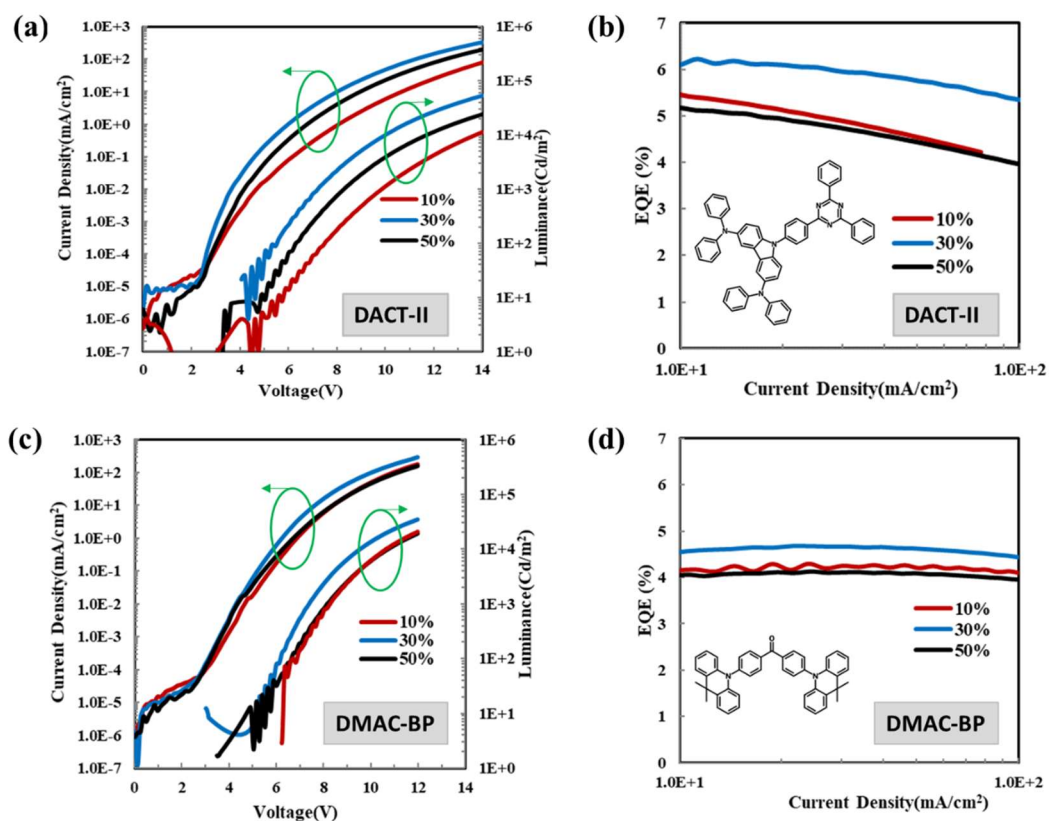 (a)
1.0E+3
1.0E+2
1.0E+1
1.0E+0
1.0E-1
1.0E-2
1.0E-3
1.0E-4
1.0E-5
1.0E-6
1.0E-7
Current Density(mA/cm²)
1E+6
1E+5
1E+4
1E+3
1E+2
1E+1
1E+0
Luminance(Cd/m²)
10%
30%
50%
DACT-II
0 2 4 6 8 10 12 14
Voltage(V)
(b)
7
6
5
4
3
2
1
0
EQE (%)
N
N N
N
N
N
10%
30%
50%
DACT-II
1.0E+1 1.0E+2
Current Density(mA/cm²)
(c)
1.0E+3
1.0E+2
1.0E+1
1.0E+0
1.0E-1
1.0E-2
1.0E-3
1.0E-4
1.0E-5
1.0E-6
1.0E-7
Current Density(mA/cm²)
1E+6
1E+5
1E+4
1E+3
1E+2
1E+1
1E+0
Luminance(Cd/m²)
10%
30%
50%
DMAC-BP
0 2 4 6 8 10 12 14
Voltage(V)
(d)
7
6
5
4
3
2
1
0
EQE (%)
10%
30%
50%
O
N N
DMAC-BP
1.0E+1 1.0E+2
Current Density(mA/cm²)